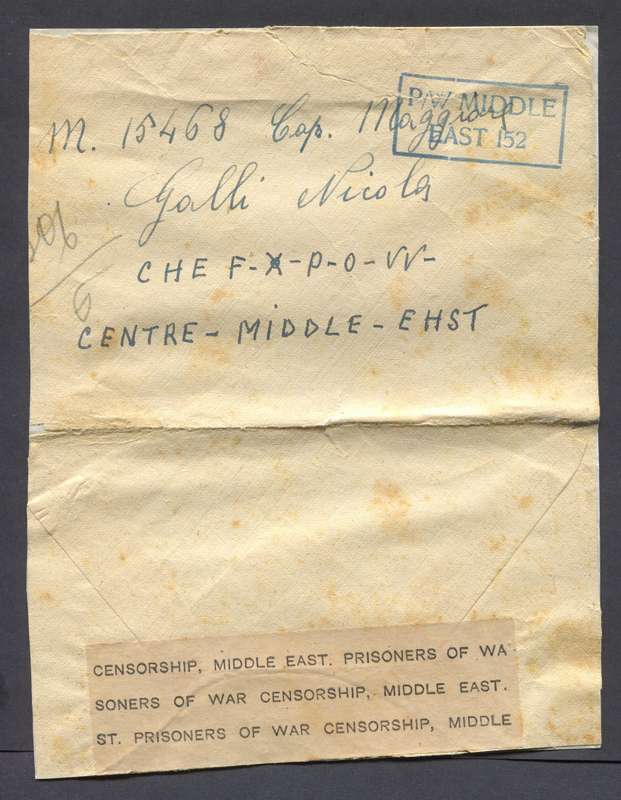 P/W MIDDLE
EAST 152
M. 15468 Cap. Maggiore
Galli Nicola
CHE F-X-P-O-W-
CENTRE-MIDDLE-EHST
CENSORSHIP, MIDDLE EAST. PRISONERS OF WA
SONERS OF WAR CENSORSHIP, MIDDLE EAST.
ST. PRISONERS OF WAR CENSORSHIP, MIDDLE